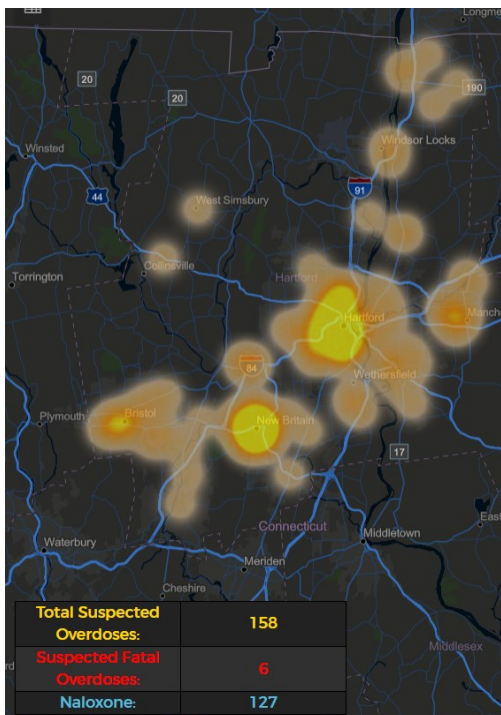 Longme
20
20
190
Winsted
Windsor Locks
44
91
West Simsbury
Collinsville
Hartford
Torrington
Hartford
Manche
84
Wethersfield
Plymouth
Bristol
New Britain
17
Connecticut
East
Waterbury
Middletown
Meriden
Cheshire
Middlesex
rd
Total Suspected
Overdoses:
158
Suspected Fatal
Overdoses:
6
Naloxone:
127